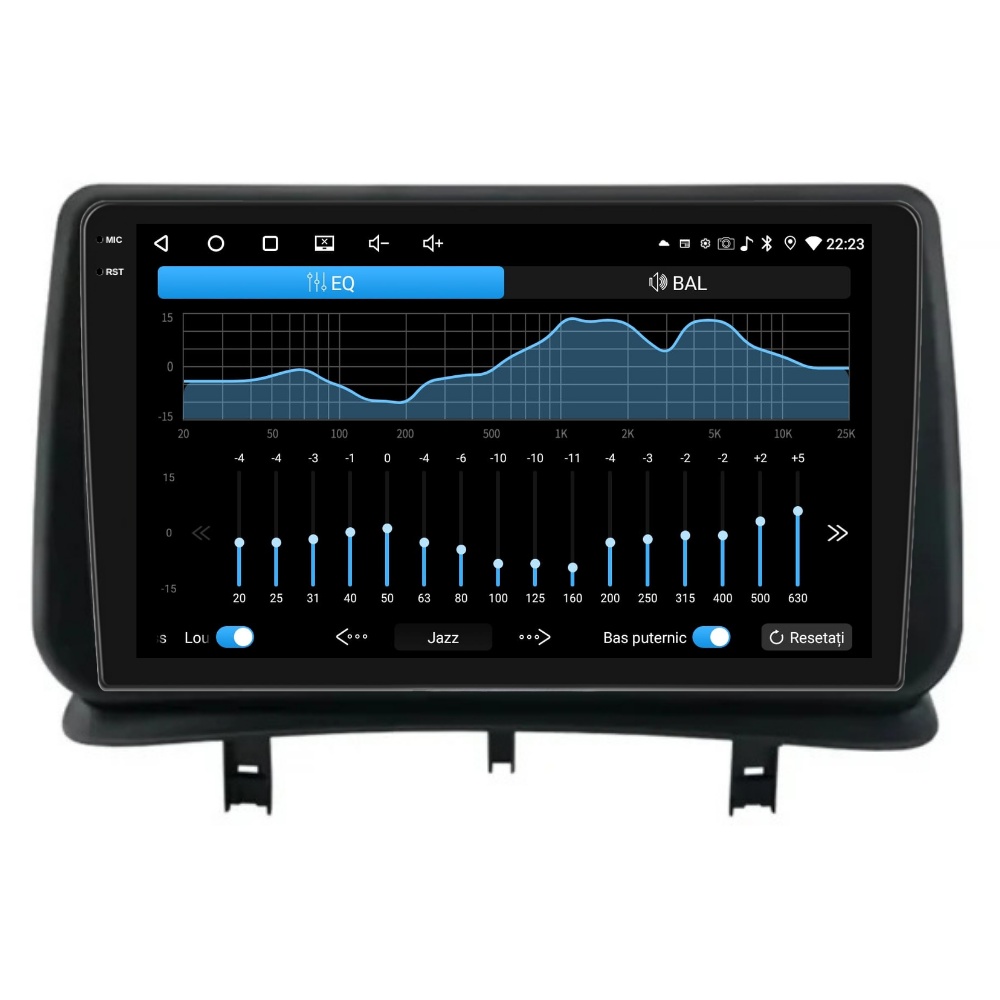 MIC
22:23
RST
EQ
BAL
15
0
-15
20 50 100 200 500 1K 2K 5K 10K 25K
-4 -4 -3 -1 0 -4 -6 -10 -10 -11 -4 -3 -2 -2 +2 +5
15
0
-15
20 25 31 40 50 63 80 100 125 160 200 250 315 400 500 630
s Lou Jazz Bas puternic Resetați